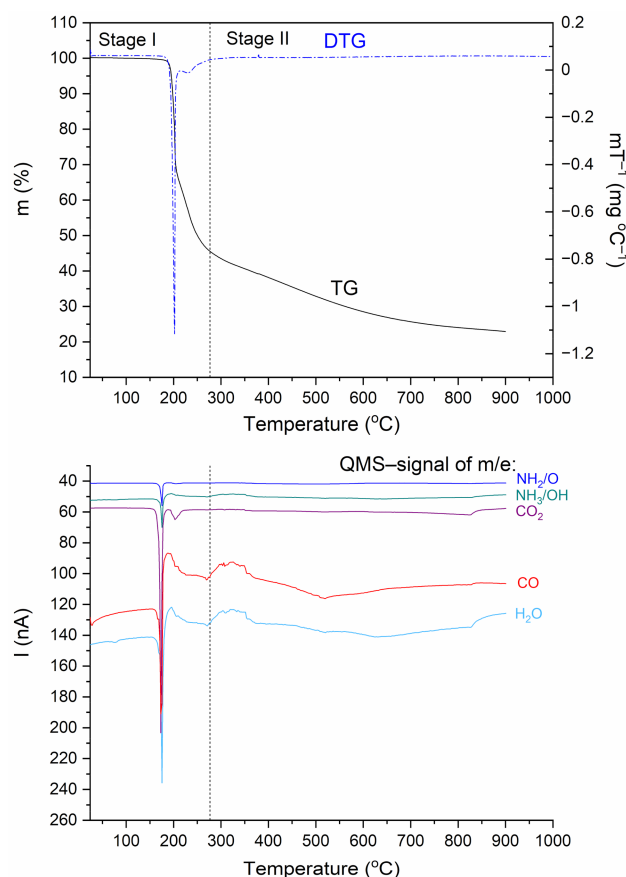 Stage I
Stage II
DTG
TG
110
100
90
80
70
60
50
40
30
20
10
m (%)
0.2
0
−0.2
−0.4
−0.6
−0.8
−1
−1.2
mT⁻¹ (mg °C⁻¹)
100 200 300 400 500 600 700 800 900 1000
Temperature (°C)
QMS–signal of m/e:
NH₂/O
NH₃/OH
CO₂
CO
H₂O
40
60
80
100
120
140
160
180
200
220
240
260
I (nA)
100 200 300 400 500 600 700 800 900 1000
Temperature (°C)